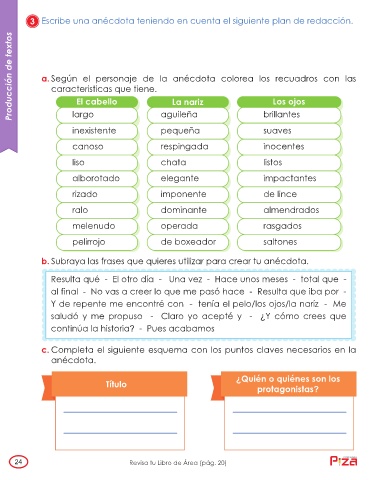 3 Escribe una anécdota teniendo en cuenta el siguiente plan de redacción.
Producción de textos
a. Según el personaje de la anécdota colorea los recuadros con las
características que tiene.
El cabello La nariz Los ojos
largo aguileña brillantes
inexistente pequeña suaves
canoso respingada inocentes
liso chata listos
alborotado elegante impactantes
rizado imponente de lince
ralo dominante almendrados
melenudo operada rasgados
pelirrojo de boxeador saltones
b. Subraya las frases que quieres utilizar para crear tu anécdota.
Resulta qué - El otro día - Una vez - Hace unos meses - total que -
al final - No vas a creer lo que me pasó hace - Resulta que iba por -
Y de repente me encontré con - tenía el pelo/los ojos/la nariz - Me
saludó y me propuso - Claro yo acepté y - ¿Y cómo crees que
continúa la historia? - Pues acabamos
c. Completa el siguiente esquema con los puntos claves necesarios en la
anécdota.
Título
¿Quién o quiénes son los
protagonistas?
24 Revisa tu Libro de Área (pág. 20) PIZA